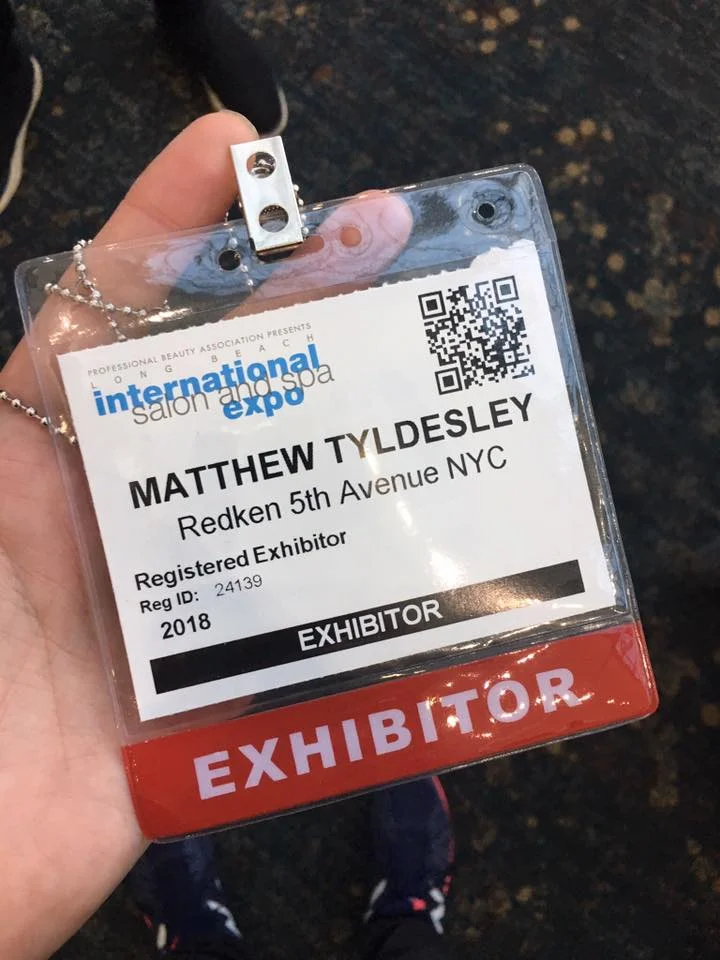 PROFESSIONAL BEAUTY ASSOCIATION PRESENTS
LONG BEACH
international
salon and spa
expo
MATTHEW TYLDESLEY
Redken 5th Avenue NYC
Registered Exhibitor
Reg ID: 24139
2018
EXHIBITOR
EXHIBITOR